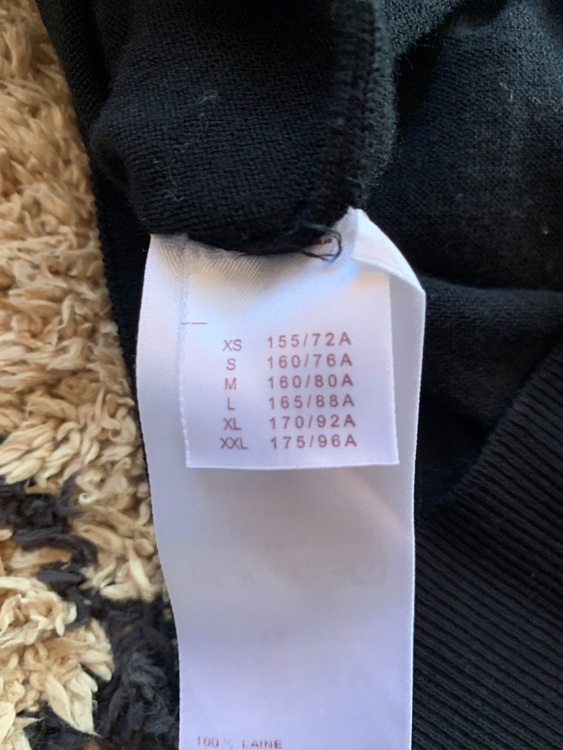 XS 155/72A
S 160/76A
M 160/80A
L 165/88A
XL 170/92A
XXL 175/96A
100 % LAINE